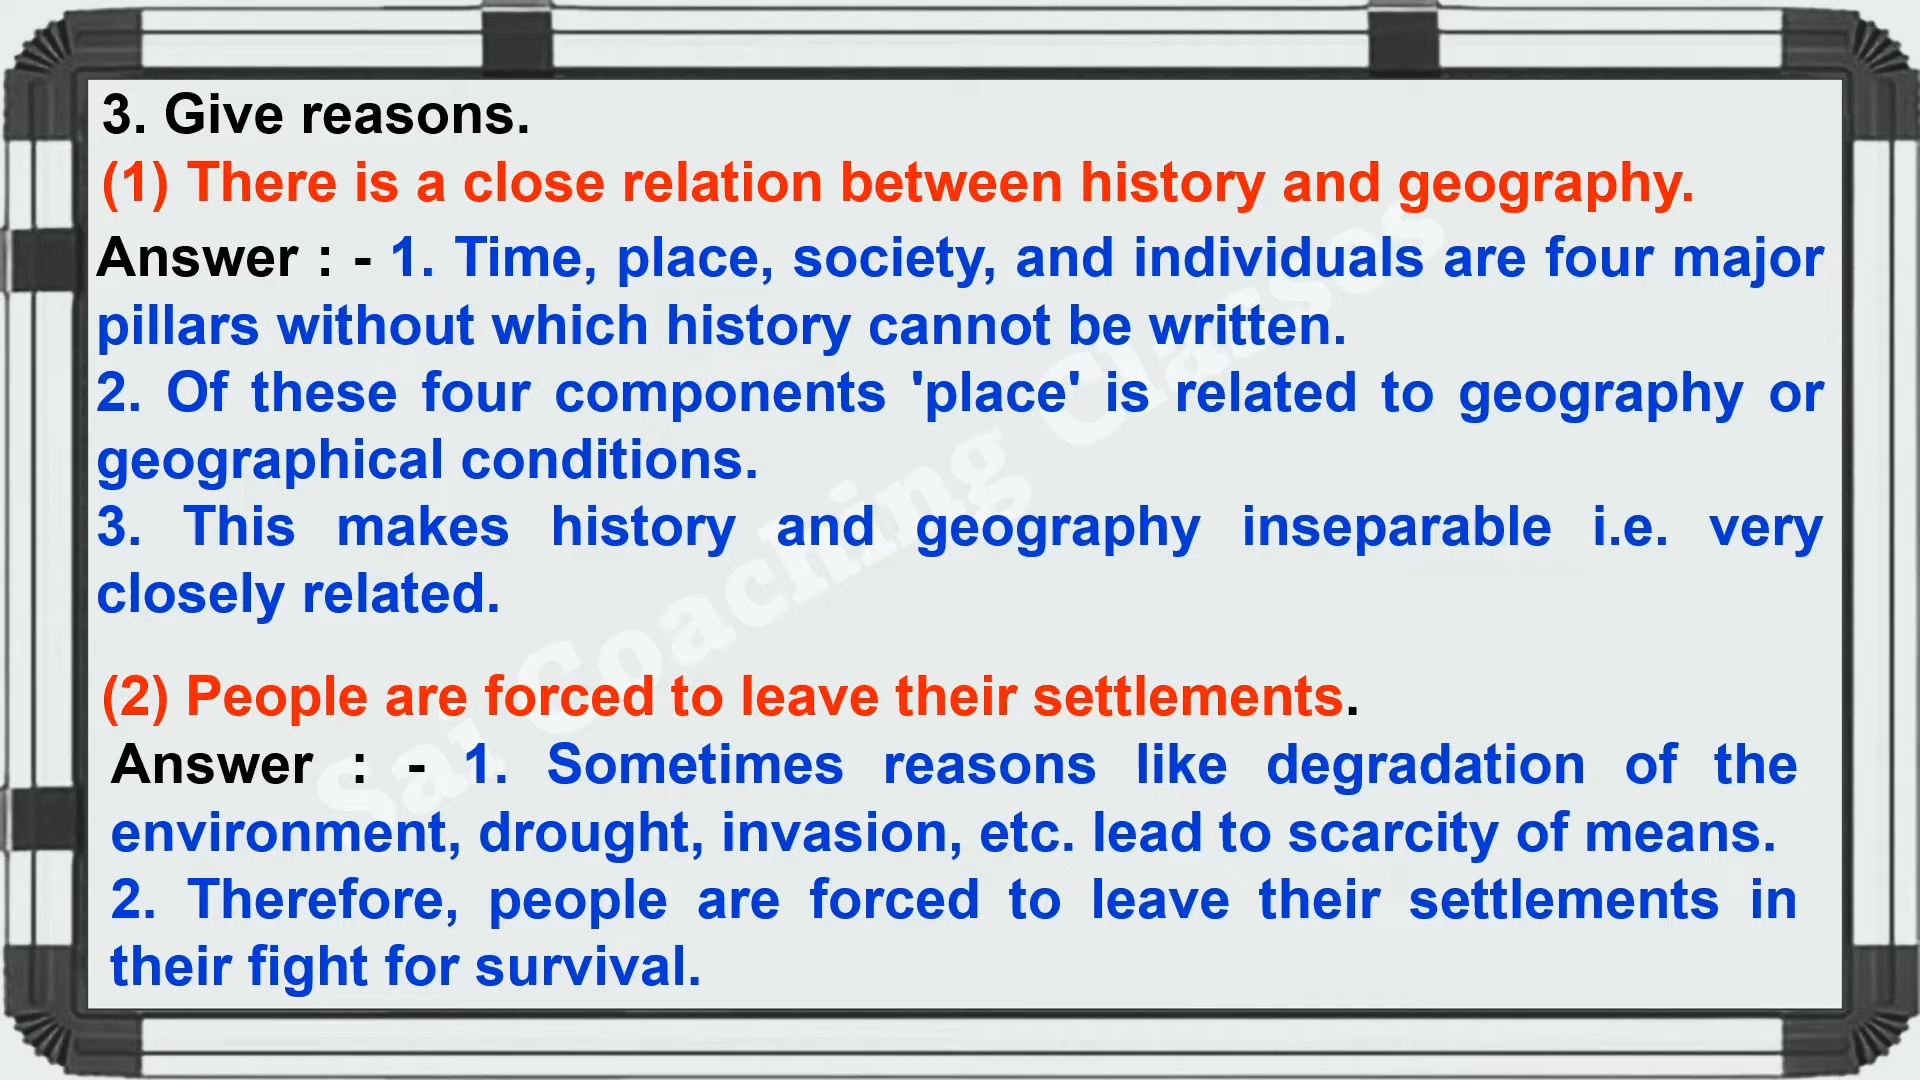 3. Give reasons.
(1) There is a close relation between history and geography.
Answer : - 1. Time, place, society, and individuals are four major
pillars without which history cannot be written.
2. Of these four components 'place' is related to geography or
geographical conditions.
3. This makes history and geography inseparable i.e. very
closely related.
(2) People are forced to leave their settlements.
Answer : - 1. Sometimes reasons like degradation of the
environment, drought, invasion, etc. lead to scarcity of means.
2. Therefore, people are forced to leave their settlements in
their fight for survival.
Sai Coaching Classes